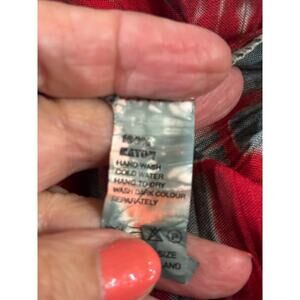 HAND WASH
COLD WATER
HANG TO DRY
WASH DARK COLOUR
SEPARATELY
SIZE